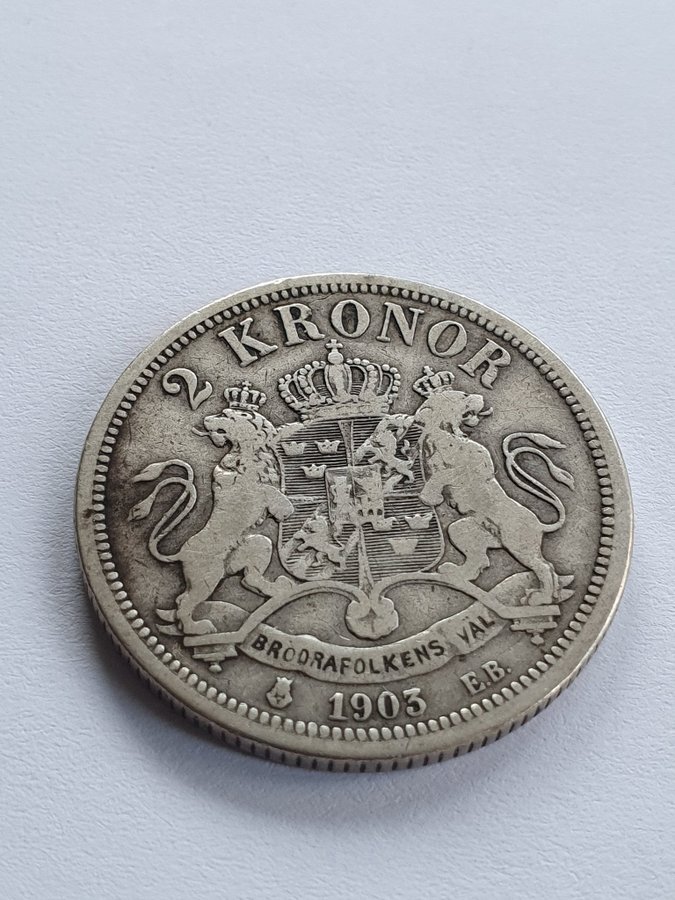 2 KRONOR
BRÖDRAFOLKENS VÄL
1903 E.B.